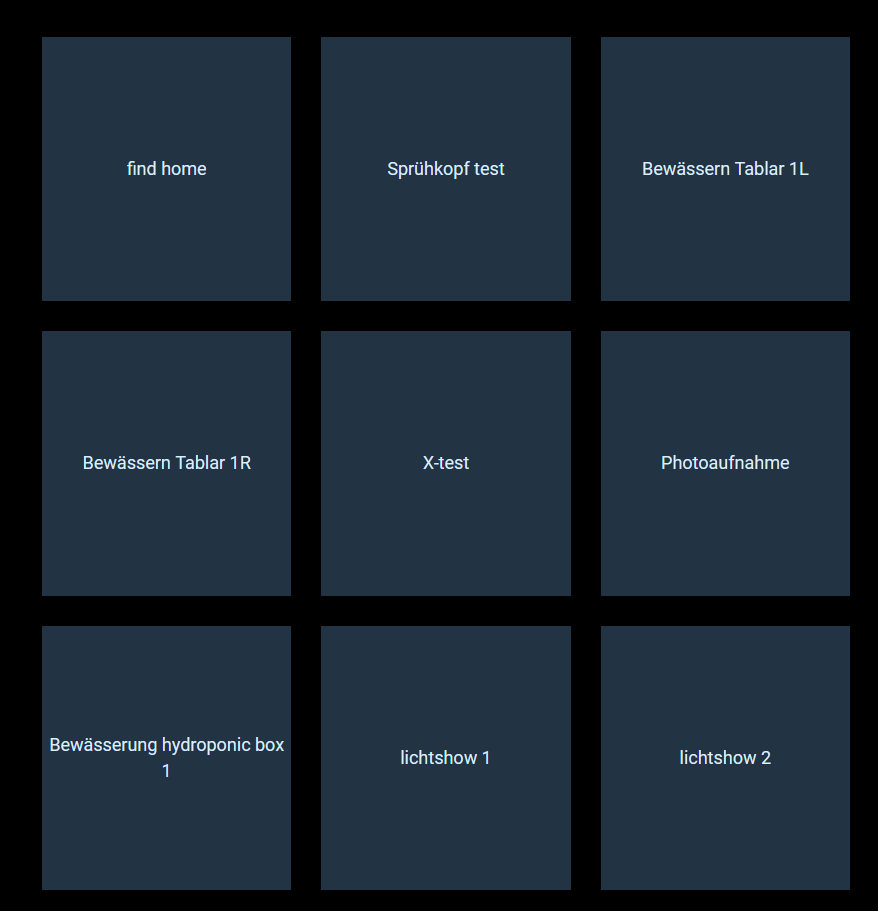 find home
Sprühkopf test
Bewässern Tablar 1L
Bewässern Tablar 1R
X-test
Photoaufnahme
Bewässerung hydroponic box
1
lichtshow 1
lichtshow 2